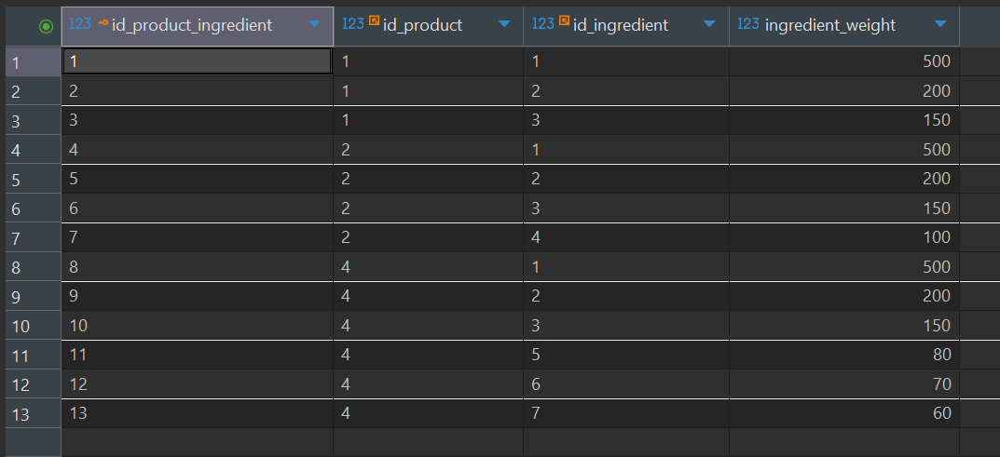 123 id_product_ingredient 123 id_product 123 id_ingredient 123 ingredient_weight
1 1 1 1 500
2 2 1 2 200
3 3 1 3 150
4 4 2 1 500
5 5 2 2 200
6 6 2 3 150
7 7 2 4 100
8 8 4 1 500
9 9 4 2 200
10 10 4 3 150
11 11 4 5 80
12 12 4 6 70
13 13 4 7 60